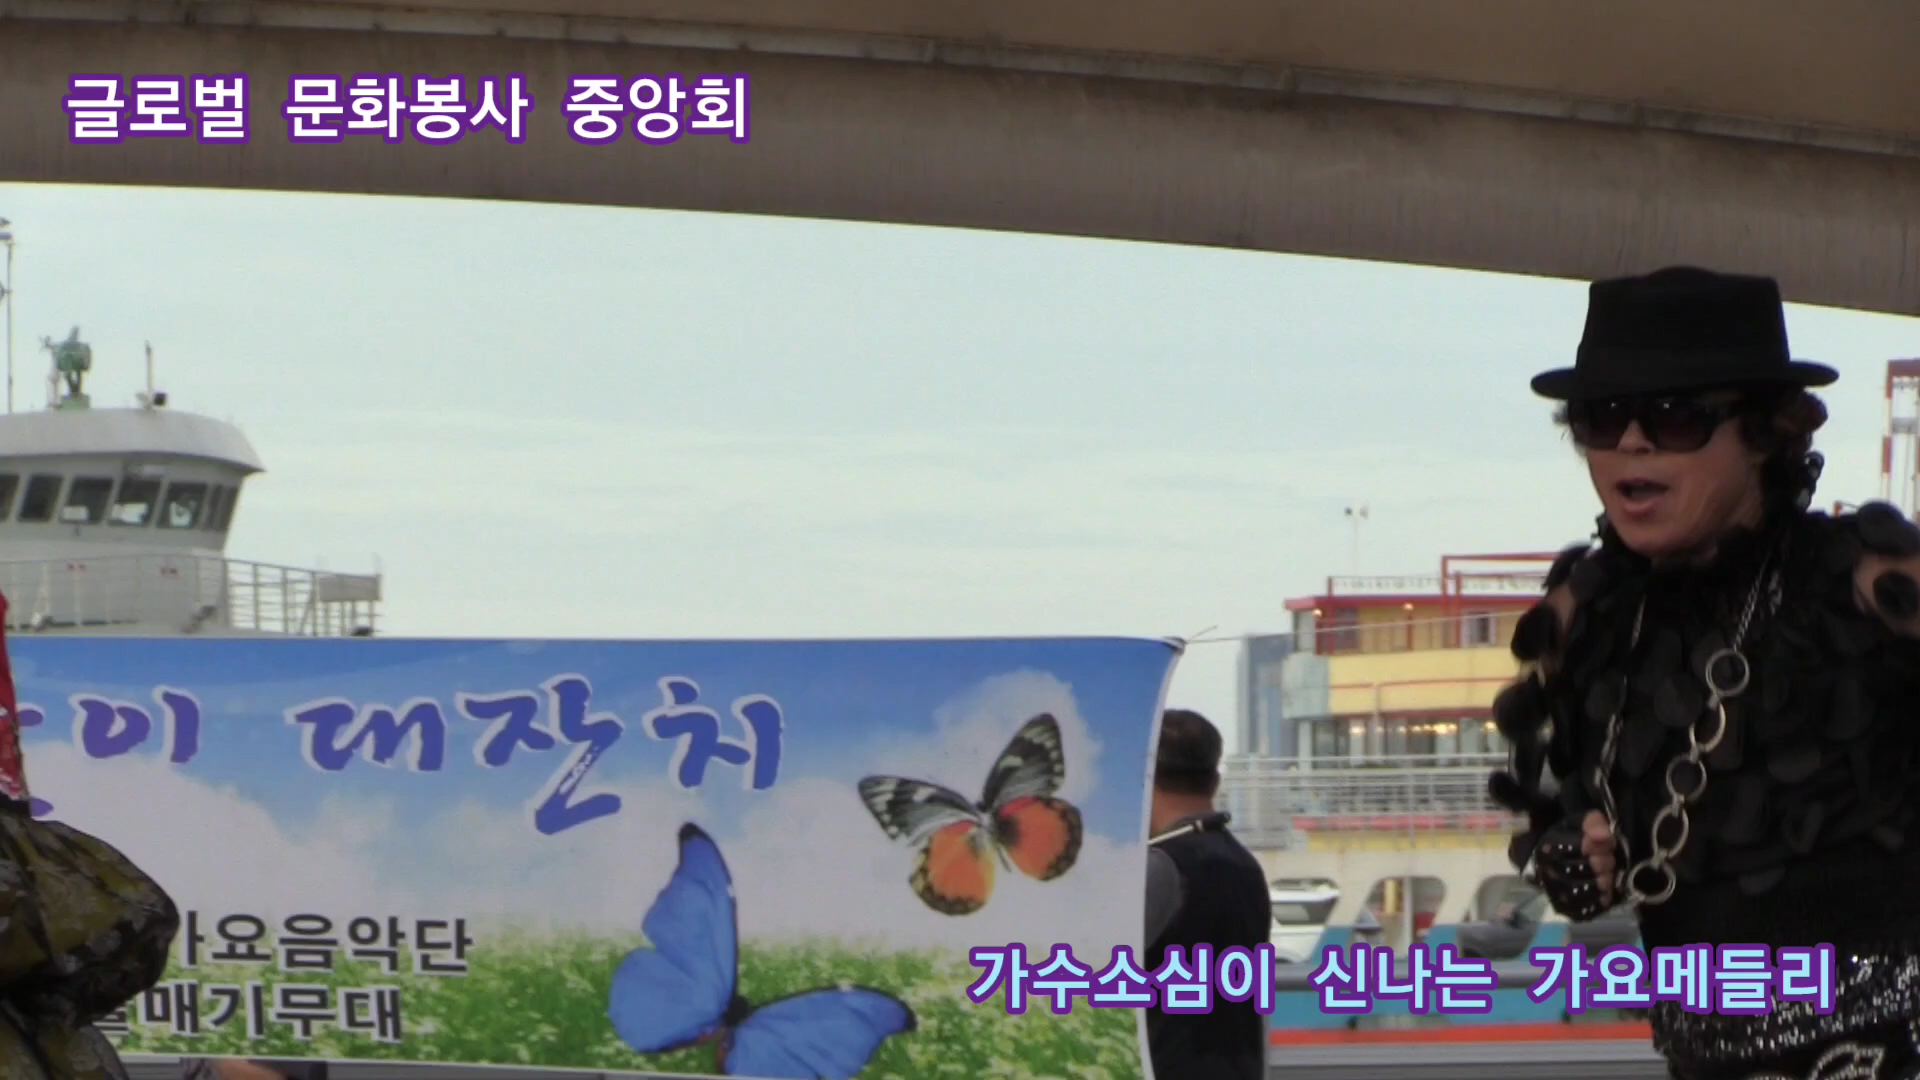 글로벌 문화봉사 중앙회
이 대잔치
가요음악단
매기무대
가수소심이 신나는 가요메들리